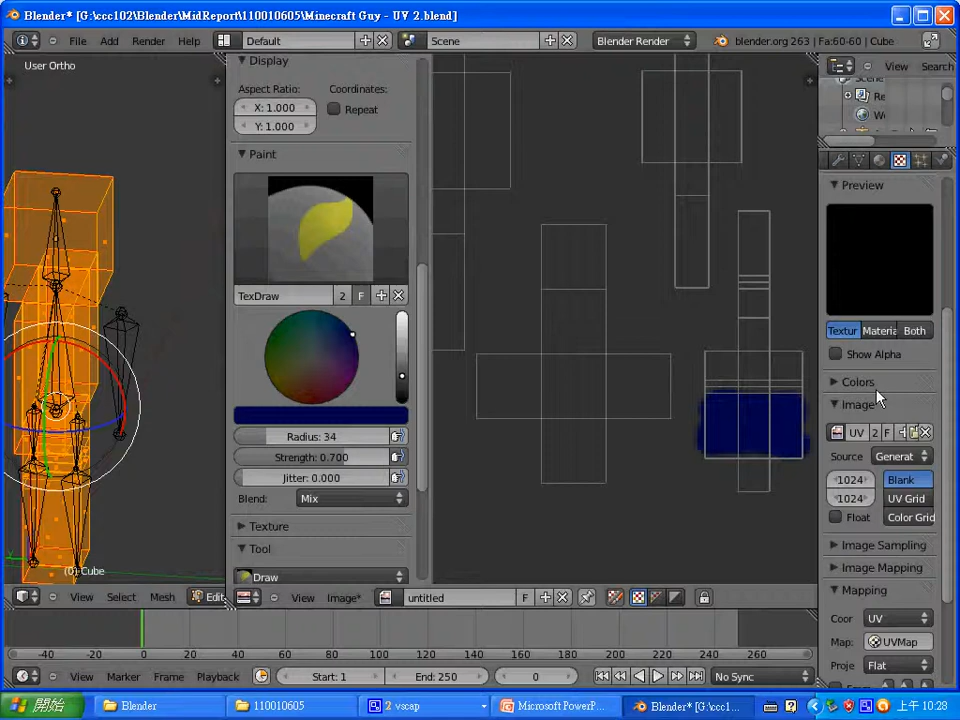 Blender* [G:\ccc102\Blender\MidReport\110010605\Minecraft Guy - UV 2.blend]
File Add Render Help Default Scene Blender Render blender.org 263 | Fa:60-60 | Cube
User Ortho
View Search
Display
Aspect Ratio: Coordinates:
X: 1.000 Repeat
Y: 1.000
Paint
TexDraw 2 F
Radius: 34
Strength: 0.700
Jitter: 0.000
Blend: Mix
Texture
Tool
Draw
Preview
Textur Materia Both
Show Alpha
Colors
Image
UV 2 F
Source Generat
1024 Blank
1024 UV Grid
Float Color Grid
Image Sampling
Image Mapping
Mapping
Coor UV
Map: UVMap
Proje Flat
(0) Cube
View Select Mesh Edit View Image* untitled F
-40 -20 0 20 40 60 80 100 120 140 160 180 200 220 240 260
View Marker Frame Playback Start: 1 End: 250 0 No Sync
開始 Blender 110010605 2 vscap Microsoft PowerP... Blender* [G:\ccc1... 上午 10:28